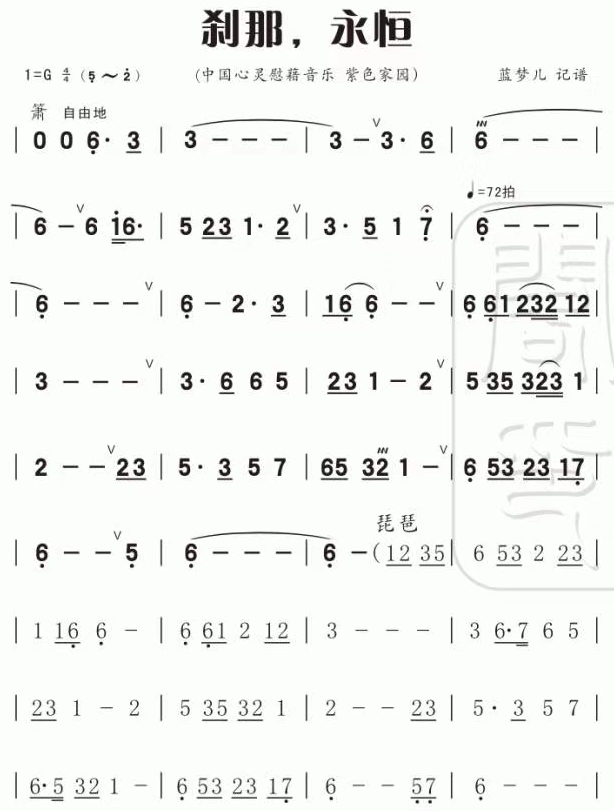 刹那，永恒
1=G 4/4 (5～2) (中国心灵慰藉音乐 紫色家园) 蓝梦儿 记谱
箫 自由地
| 0 0 6· 3 | 3 - - - | 3 - ∨ 3· 6 | 6 - - - |
♩=72拍
| 6 - ∨ 6 16· | 5 23 1· 2 ∨ | 3· 5 1 7 | 6 - - - |
| 6 - - - ∨ | 6 - 2· 3 | 16 6 - - ∨ | 6 61 232 12 |
| 3 - - - ∨ | 3· 6 6 5 | 23 1 - 2 ∨ | 5 35 323 1 |
| 2 - - ∨ 23 | 5· 3 5 7 | 65 32 1 - ∨ | 6 53 23 17 |
琵琶
| 6 - - ∨ 5 | 6 - - - | 6 - (12 35 | 6 53 2 23 |
| 1 16 6 - | 6 61 2 12 | 3 - - - | 3 6·7 6 5 |
| 23 1 - 2 | 5 35 32 1 | 2 - - 23 | 5· 3 5 7 |
| 6·5 32 1 - | 6 53 23 17 | 6 - - 57 | 6 - - - |